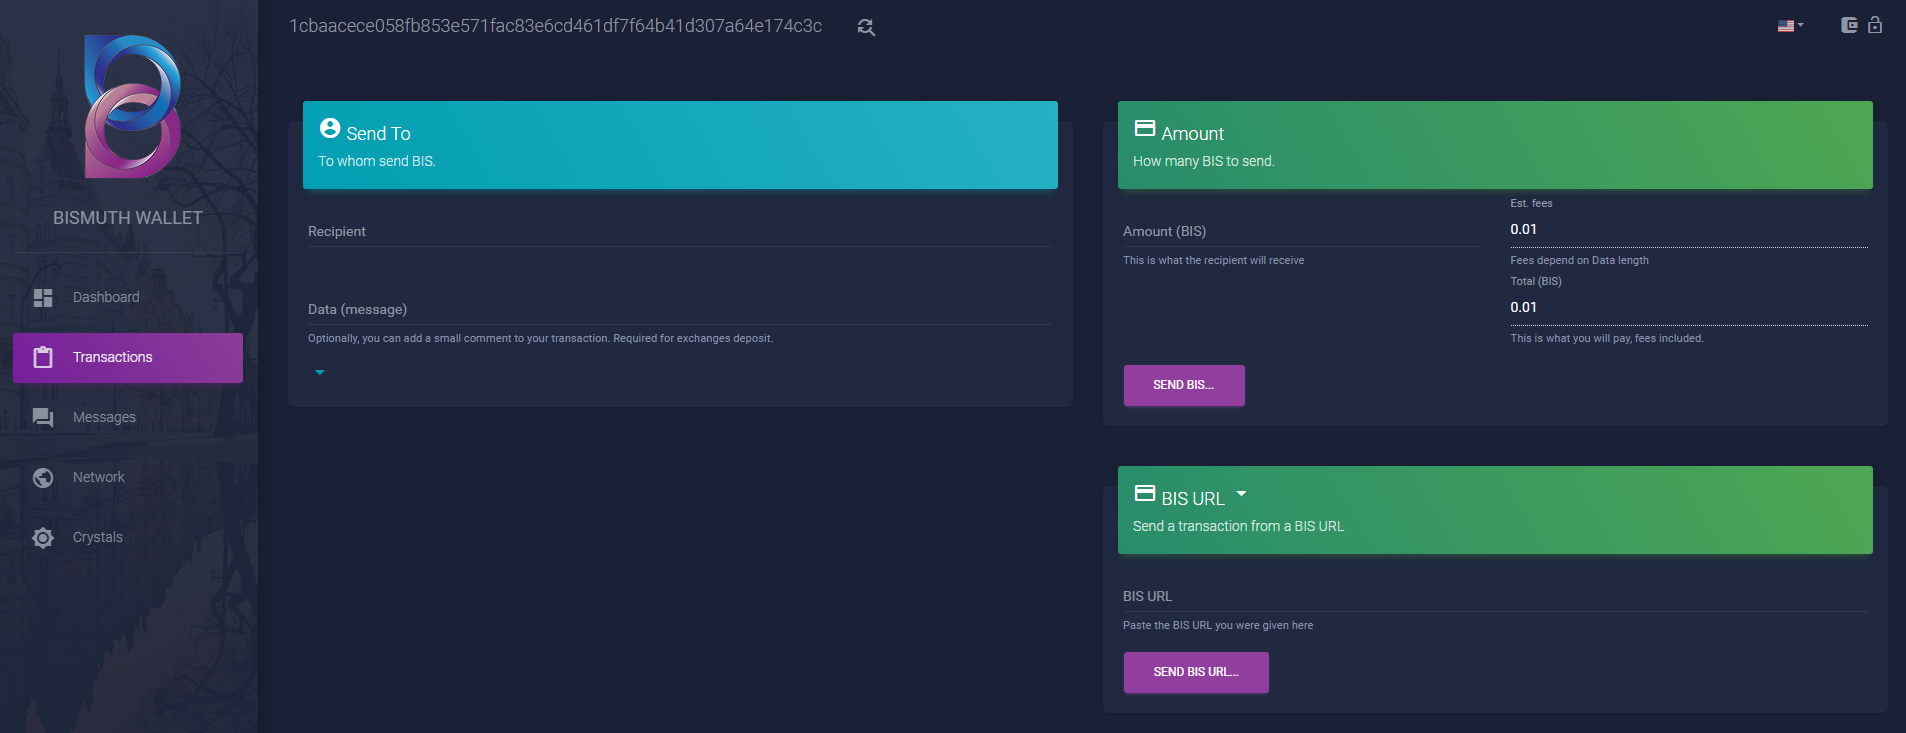 1cbaacece058fb853e571fac83e6cd461df7f64b41d307a64e174c3c
BISMUTH WALLET
Dashboard
Transactions
Messages
Network
Crystals
Send To
To whom send BIS.
Recipient
Data (message)
Optionally, you can add a small comment to your transaction. Required for exchanges deposit.
Amount
How many BIS to send.
Amount (BIS)
This is what the recipient will receive
Est. fees
0.01
Fees depend on Data length
Total (BIS)
0.01
This is what you will pay, fees included.
SEND BIS...
BIS URL
Send a transaction from a BIS URL
BIS URL
Paste the BIS URL you were given here
SEND BIS URL...